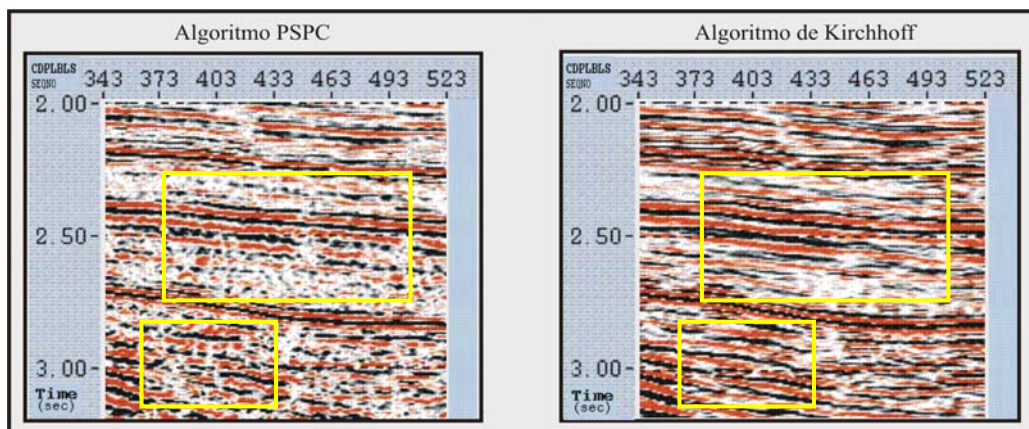 Algoritmo PSPC
CDPLBLS
SEQNO
343 373 403 433 463 493 523
2.00
2.50
3.00
Time
(sec)
Algoritmo de Kirchhoff
CDPLBLS
SEQNO
343 373 403 433 463 493 523
2.00
2.50
3.00
Time
(sec)